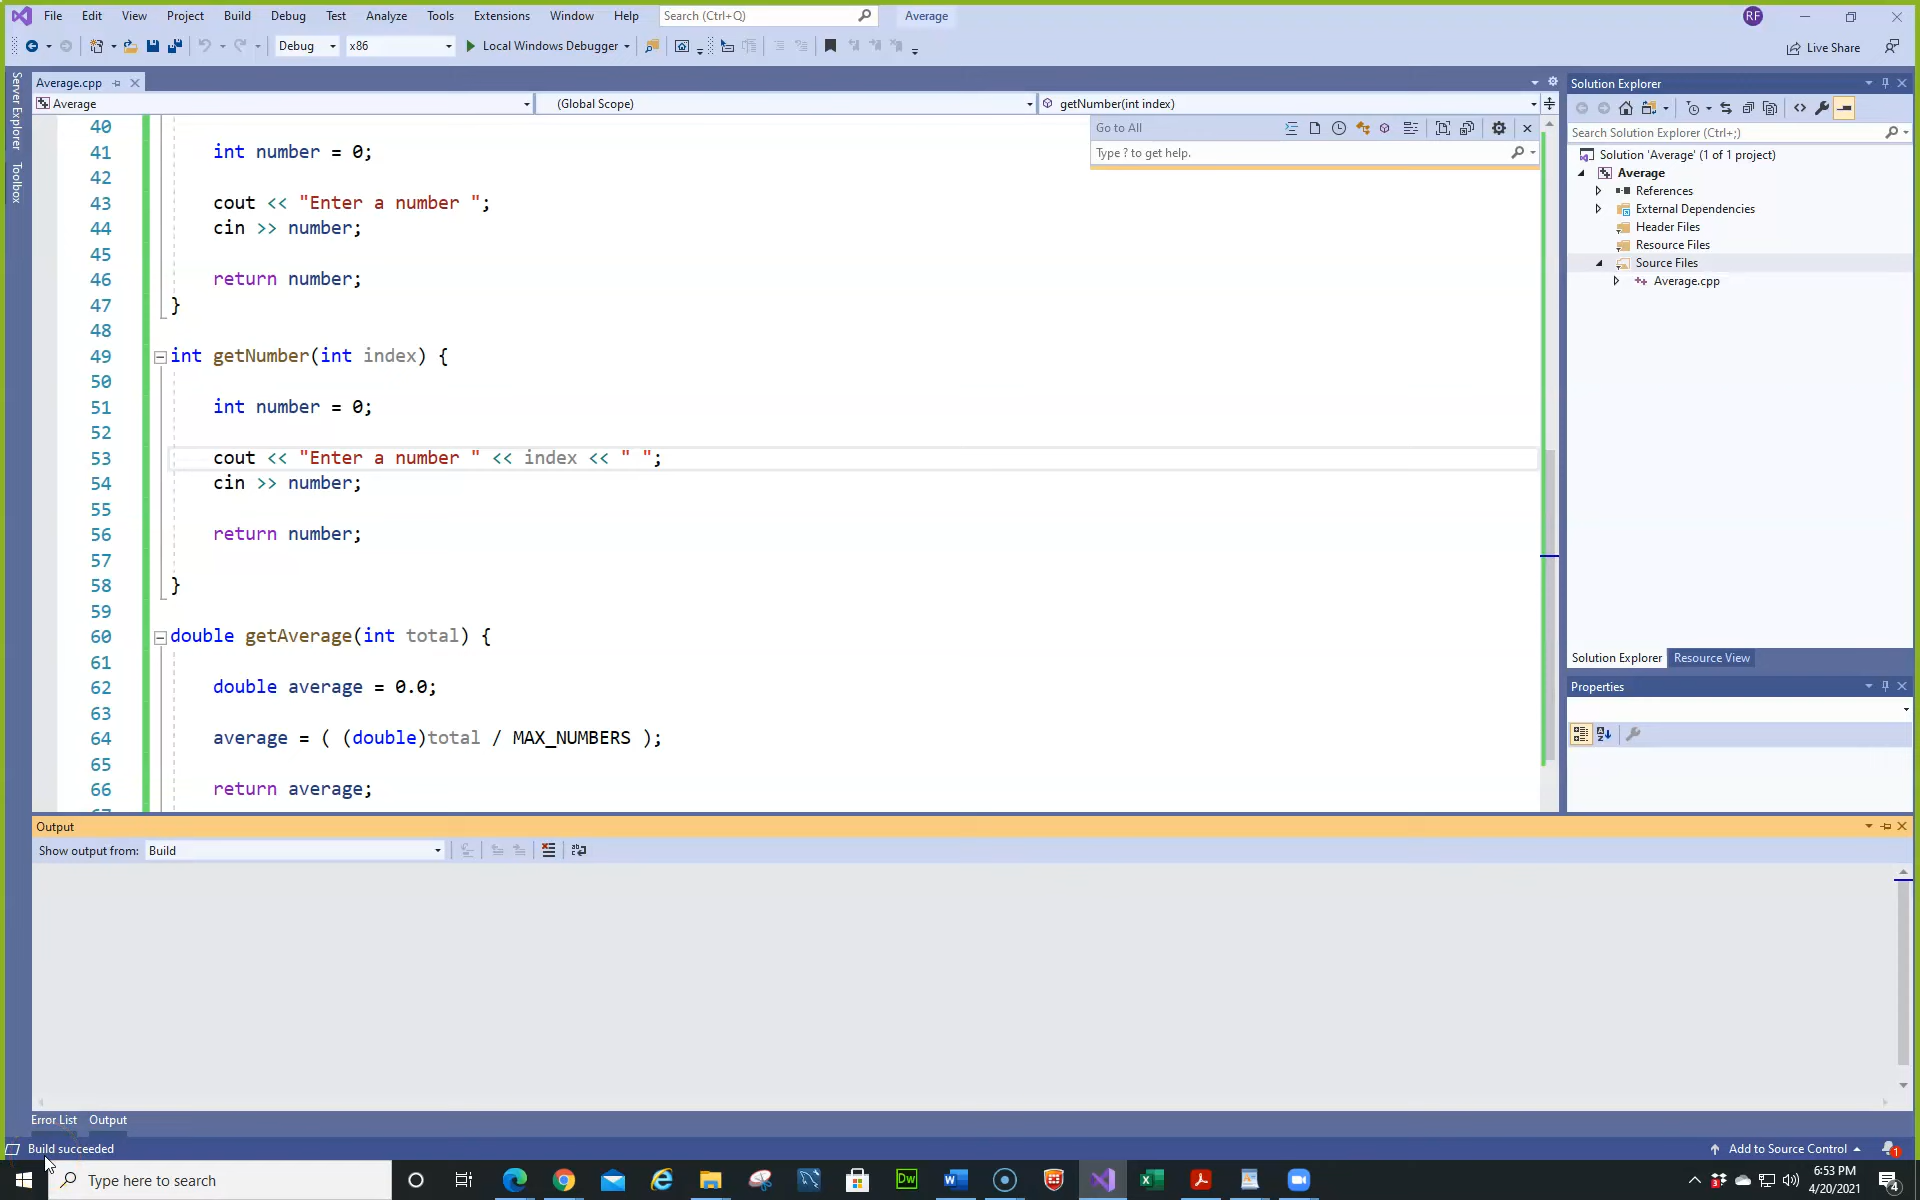 File Edit View Project Build Debug Test Analyze Tools Extensions Window Help Search (Ctrl+Q) Average RF
Debug x86 Local Windows Debugger Live Share
Server Explorer
Toolbox
Average.cpp
Average (Global Scope) getNumber(int index)
Go to All
Type ? to get help.
40
41 int number = 0;
42
43 cout << "Enter a number ";
44 cin >> number;
45
46 return number;
47 }
48
49 int getNumber(int index) {
50
51 int number = 0;
52
53 cout << "Enter a number " << index << " ";
54 cin >> number;
55
56 return number;
57
58 }
59
60 double getAverage(int total) {
61
62 double average = 0.0;
63
64 average = ( (double)total / MAX_NUMBERS );
65
66 return average;
Solution Explorer
Search Solution Explorer (Ctrl+;)
Solution 'Average' (1 of 1 project)
Average
References
External Dependencies
Header Files
Resource Files
Source Files
Average.cpp
Solution Explorer Resource View
Properties
Output
Show output from: Build
Error List Output
Build succeeded Add to Source Control 1
Type here to search
Dw
6:53 PM
4/20/2021
4